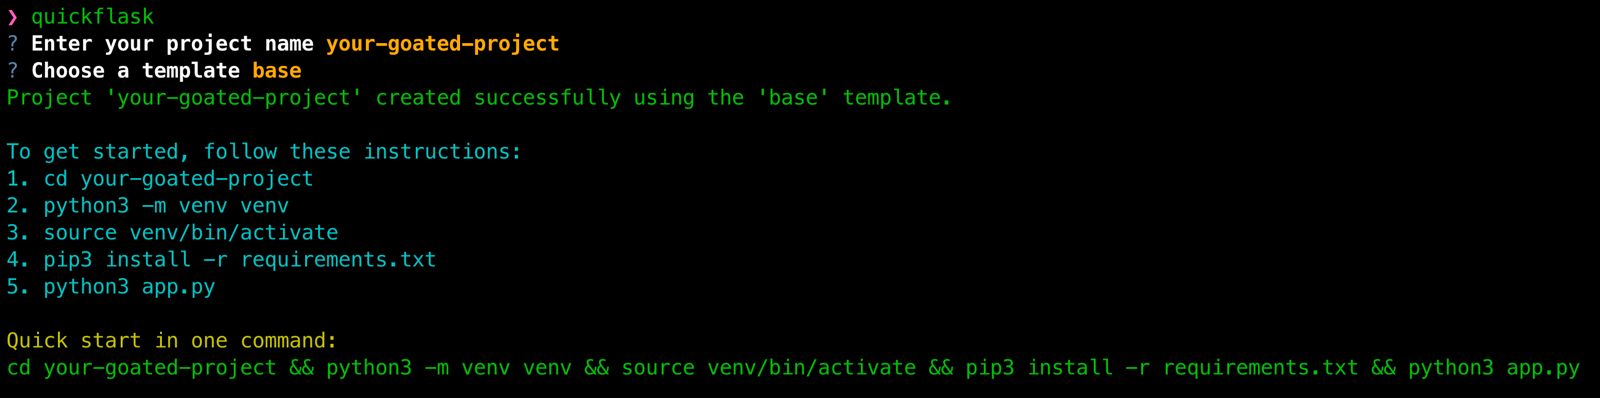 ❯ quickflask
? Enter your project name your-goated-project
? Choose a template base
Project 'your-goated-project' created successfully using the 'base' template.
To get started, follow these instructions:
1. cd your-goated-project
2. python3 -m venv venv
3. source venv/bin/activate
4. pip3 install -r requirements.txt
5. python3 app.py
Quick start in one command:
cd your-goated-project && python3 -m venv venv && source venv/bin/activate && pip3 install -r requirements.txt && python3 app.py